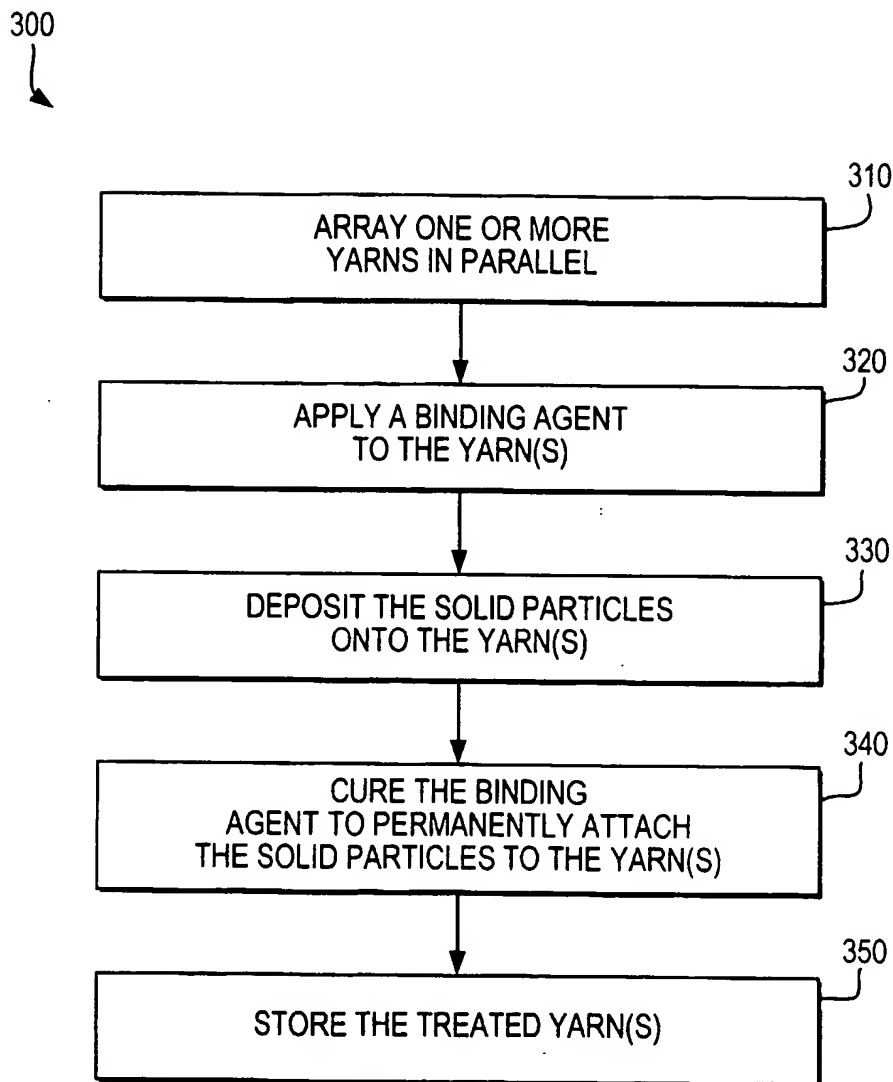 300
310
ARRAY ONE OR MORE
YARNS IN PARALLEL
320
APPLY A BINDING AGENT
TO THE YARN(S)
330
DEPOSIT THE SOLID PARTICLES
ONTO THE YARN(S)
340
CURE THE BINDING
AGENT TO PERMANENTLY ATTACH
THE SOLID PARTICLES TO THE YARN(S)
350
STORE THE TREATED YARN(S)